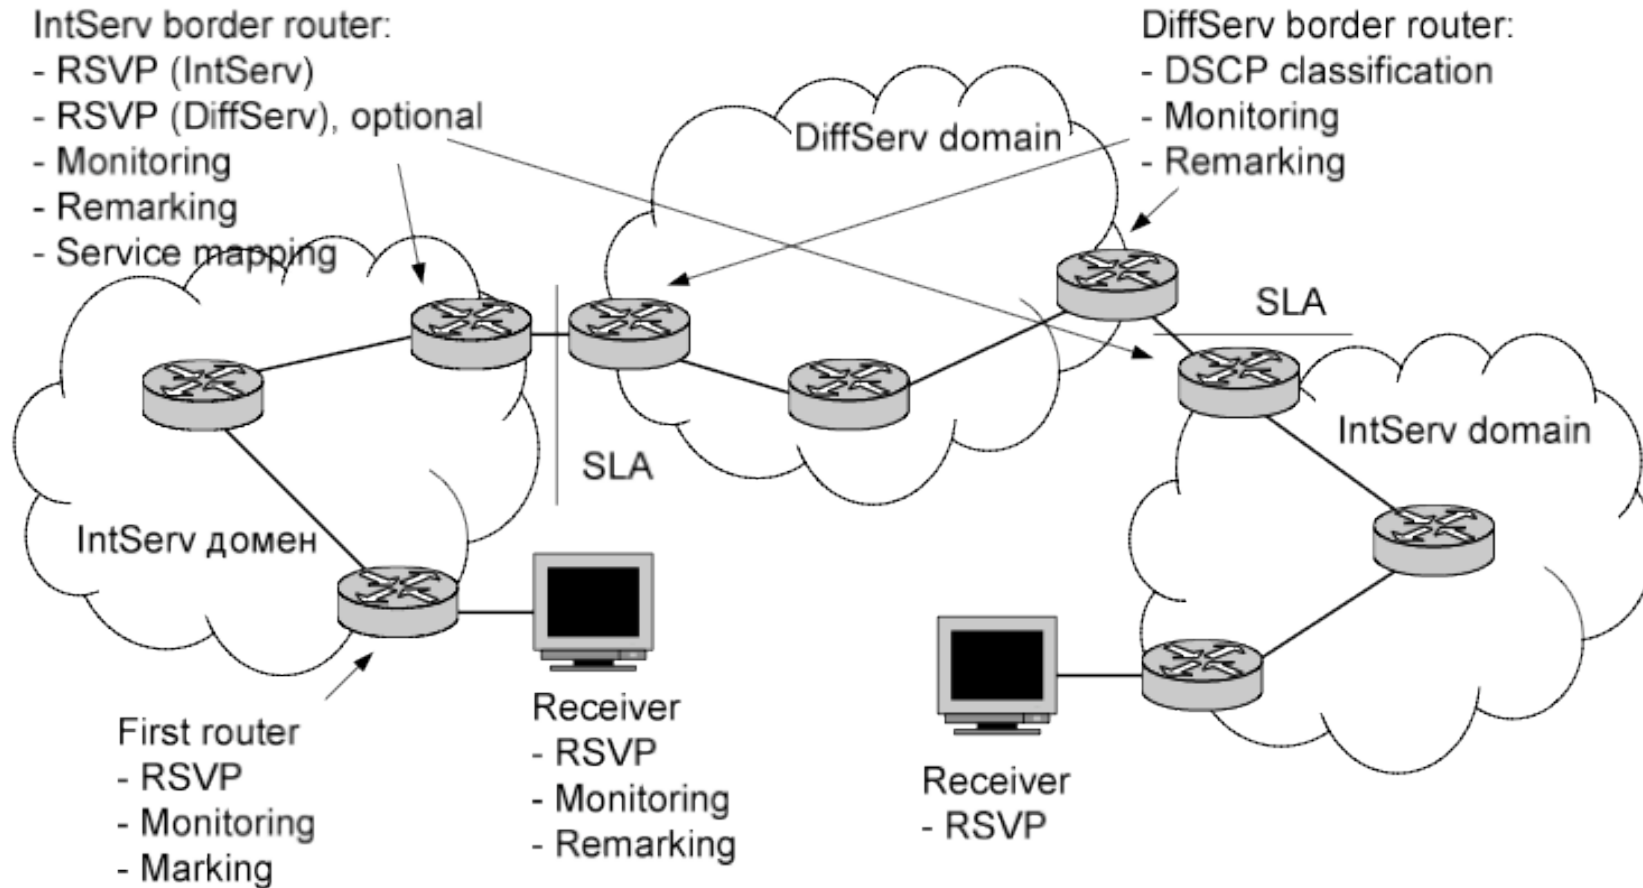 IntServ border router:
- RSVP (IntServ)
- RSVP (DiffServ), optional
- Monitoring
- Remarking
- Service mapping
DiffServ border router:
- DSCP classification
- Monitoring
- Remarking
DiffServ domain
SLA
SLA
IntServ domain
IntServ домен
First router
- RSVP
- Monitoring
- Marking
Receiver
- RSVP
- Monitoring
- Remarking
Receiver
- RSVP